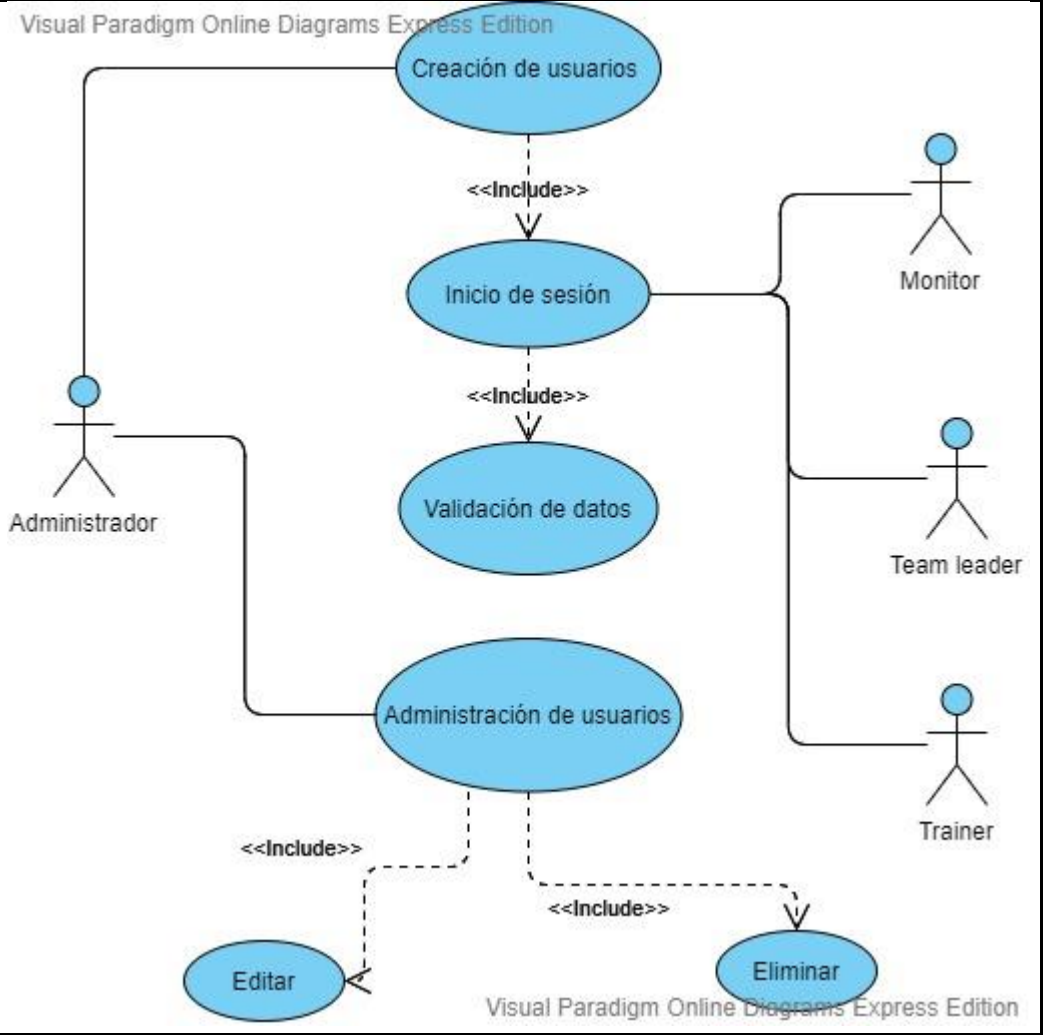 Visual Paradigm Online Diagrams Express Edition
Creación de usuarios
<<Include>>
Inicio de sesión
Monitor
<<Include>>
Validación de datos
Administrador
Team leader
Administración de usuarios
Trainer
<<Include>>
<<Include>>
Editar
Eliminar
Visual Paradigm Online Diagrams Express Edition